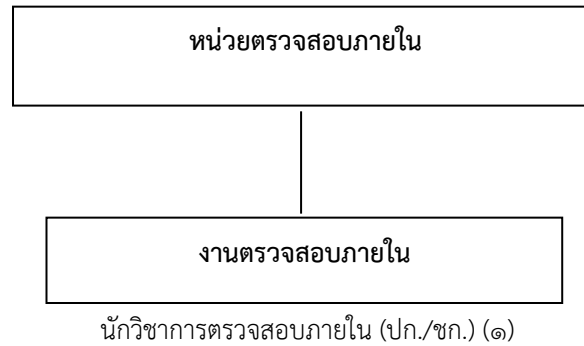 หน่วยตรวจสอบภายใน
งานตรวจสอบภายใน
นักวิชาการตรวจสอบภายใน (ปก./ชก.) (๑)